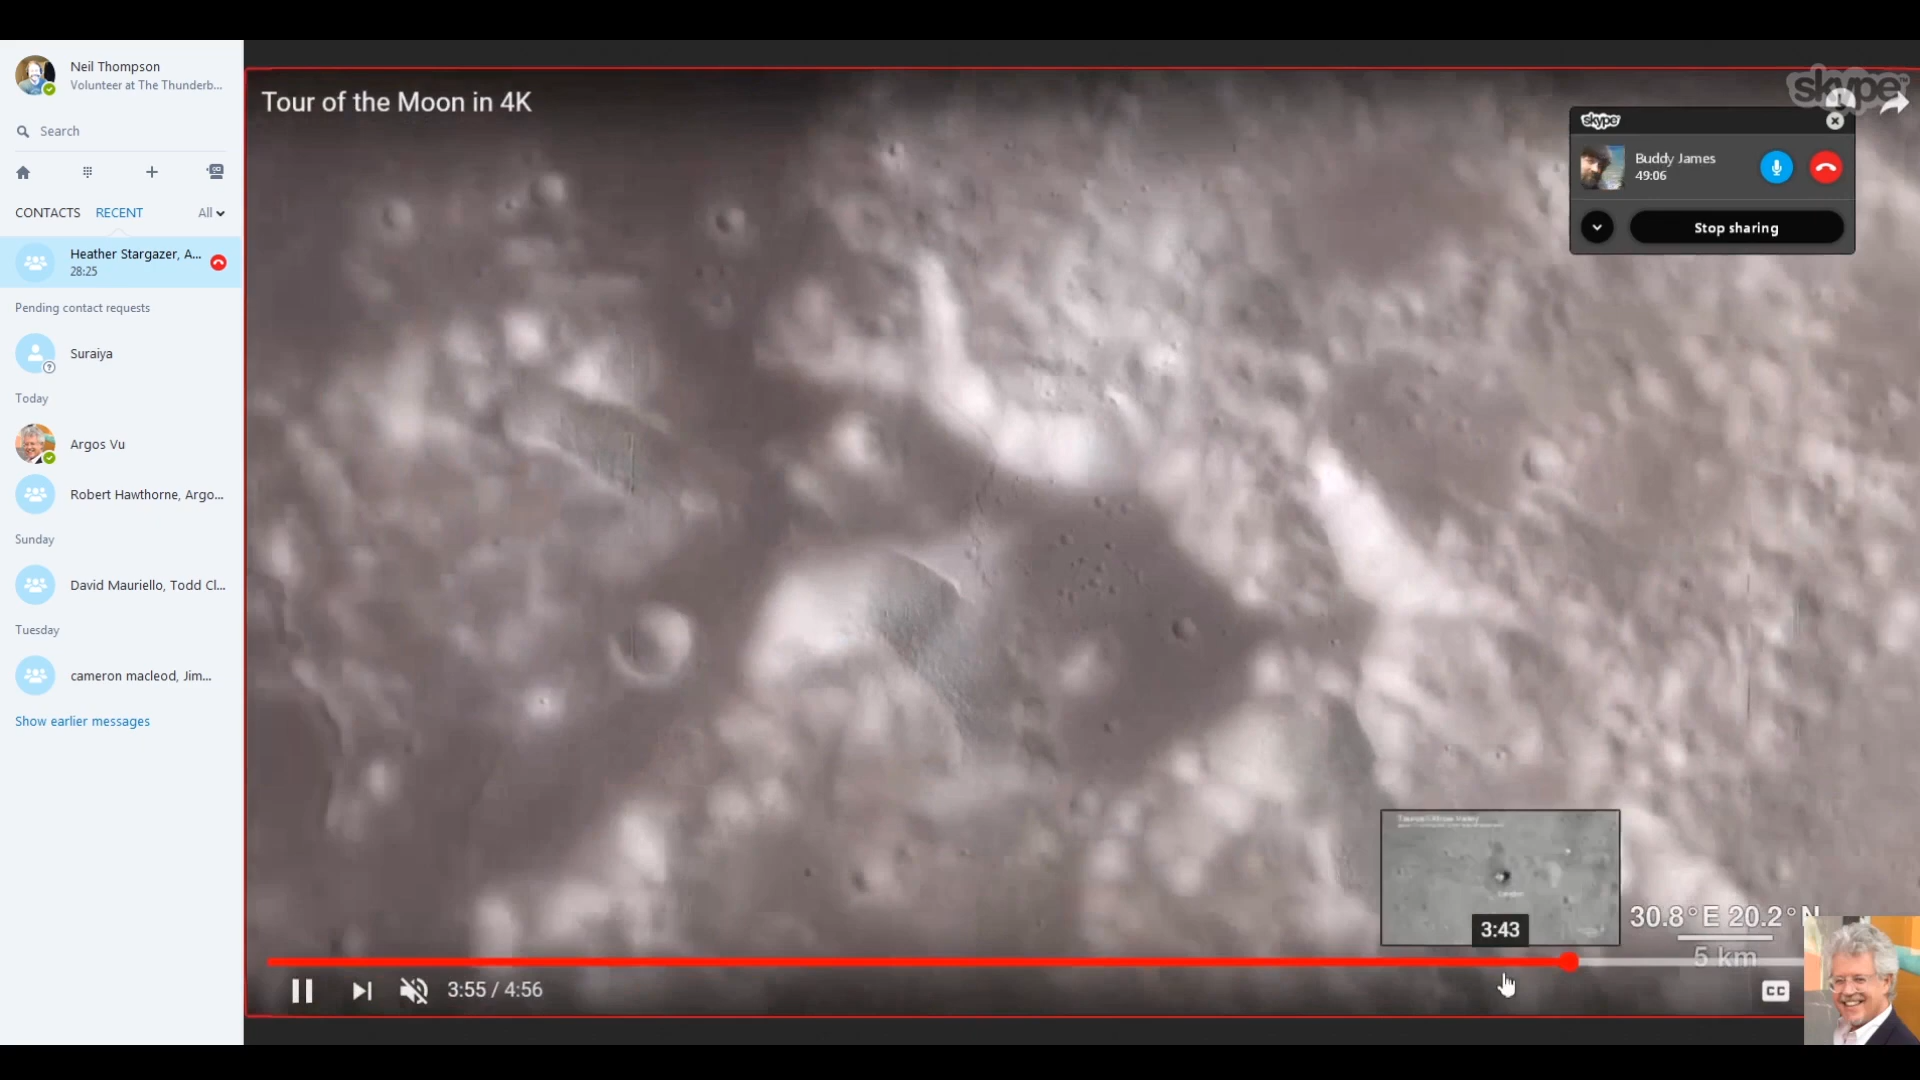 Neil Thompson
Volunteer at The Thunderb...
Search
CONTACTS RECENT All
Heather Stargazer, A...
28:25
Pending contact requests
Suraiya
Today
Argos Vu
Robert Hawthorne, Argo...
Sunday
David Mauriello, Todd Cl...
Tuesday
cameron macleod, Jim...
Show earlier messages
Tour of the Moon in 4K
skype™
skype
Buddy James
49:06
Stop sharing
3:43
30.8°E 20.2°N
5 km
3:55 / 4:56
CC